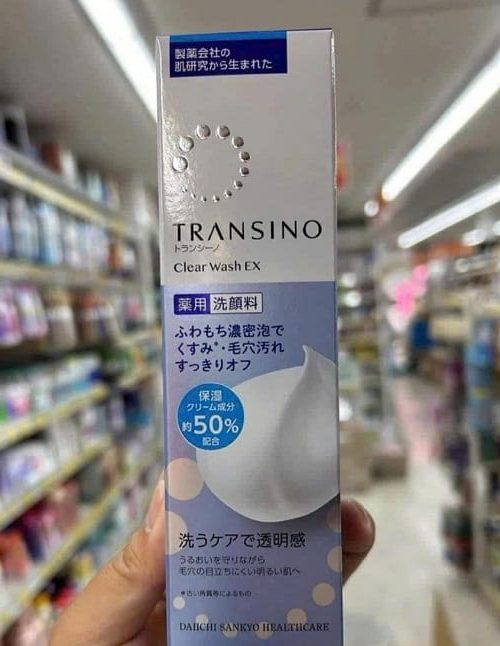 製薬会社の
肌研究から生まれた
TRANSINO
トランシーノ
Clear Wash EX
薬用 洗顔料
ふわもち濃密泡で
くすみ*・毛穴汚れ
すっきりオフ
保湿
クリーム成分
約50%
配合
洗うケアで透明感
うるおいを守りながら
毛穴の目立ちにくい明るい肌へ
*古い角質等によるもの
DAIICHI SANKYO HEALTHCARE